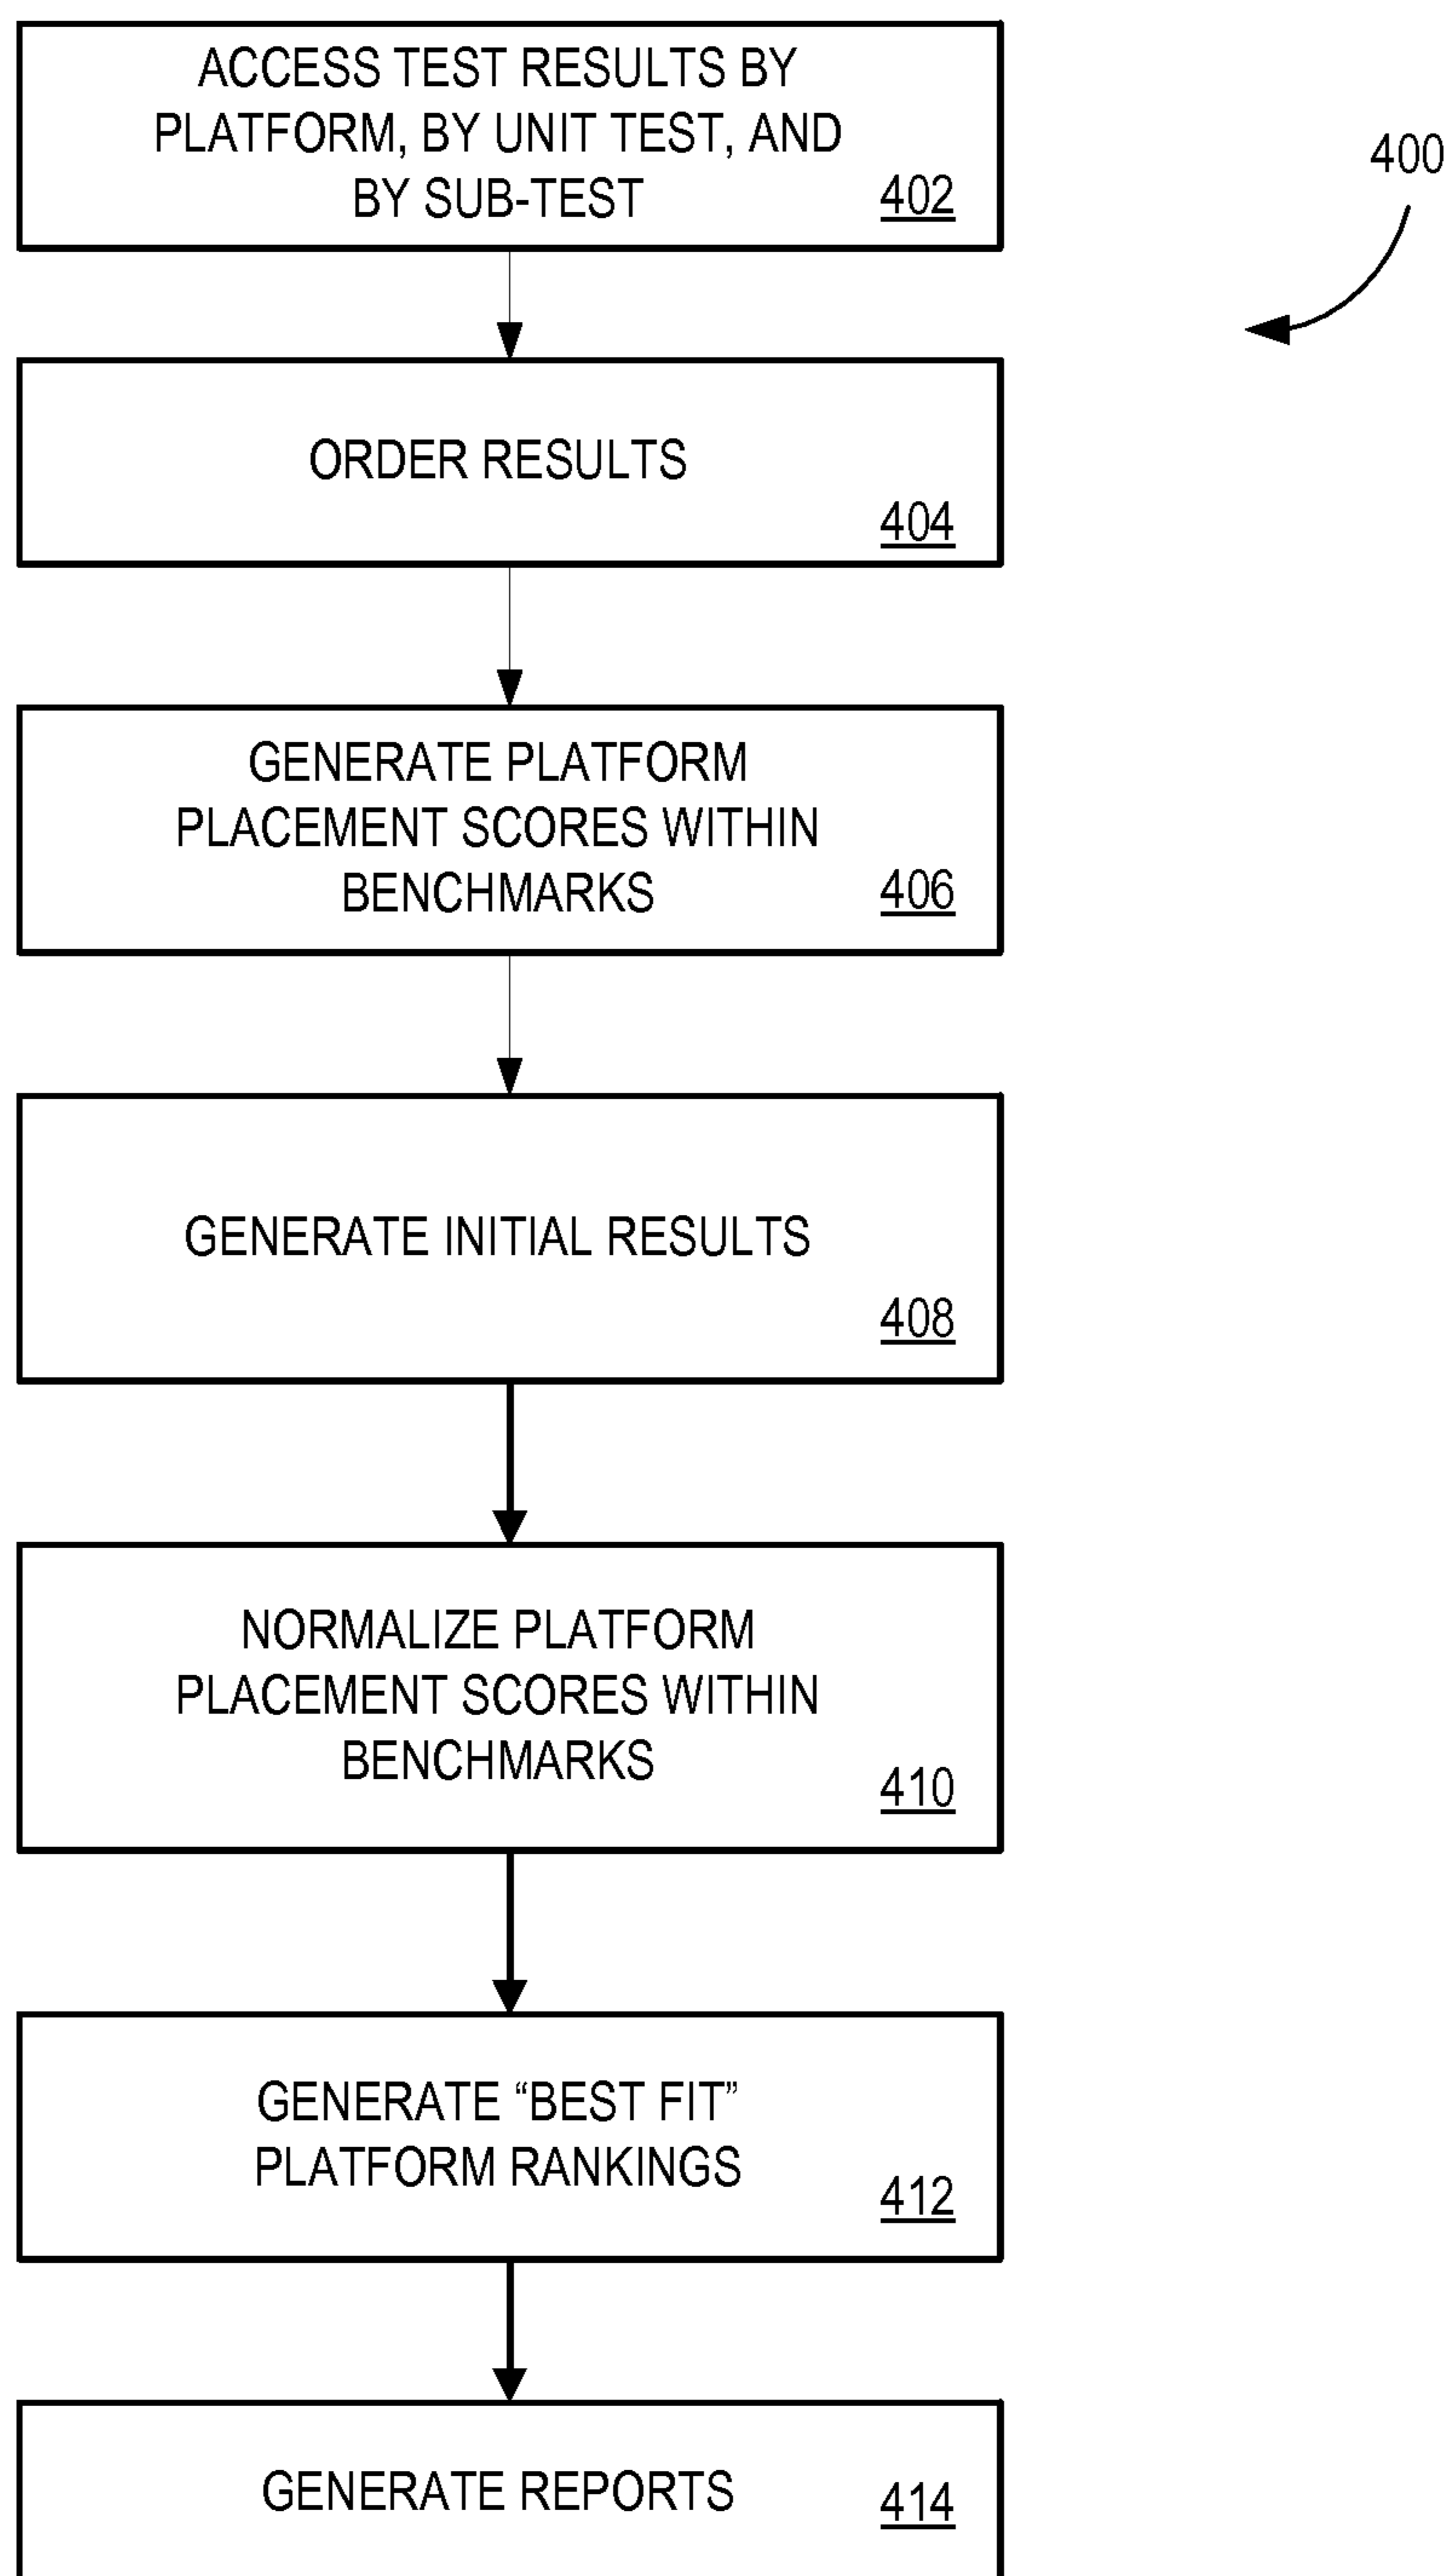 ACCESS TEST RESULTS BY
PLATFORM, BY UNIT TEST, AND
BY SUB-TEST
402
400
ORDER RESULTS
404
GENERATE PLATFORM
PLACEMENT SCORES WITHIN
BENCHMARKS
406
GENERATE INITIAL RESULTS
408
NORMALIZE PLATFORM
PLACEMENT SCORES WITHIN
BENCHMARKS
410
GENERATE “BEST FIT”
PLATFORM RANKINGS
412
GENERATE REPORTS
414